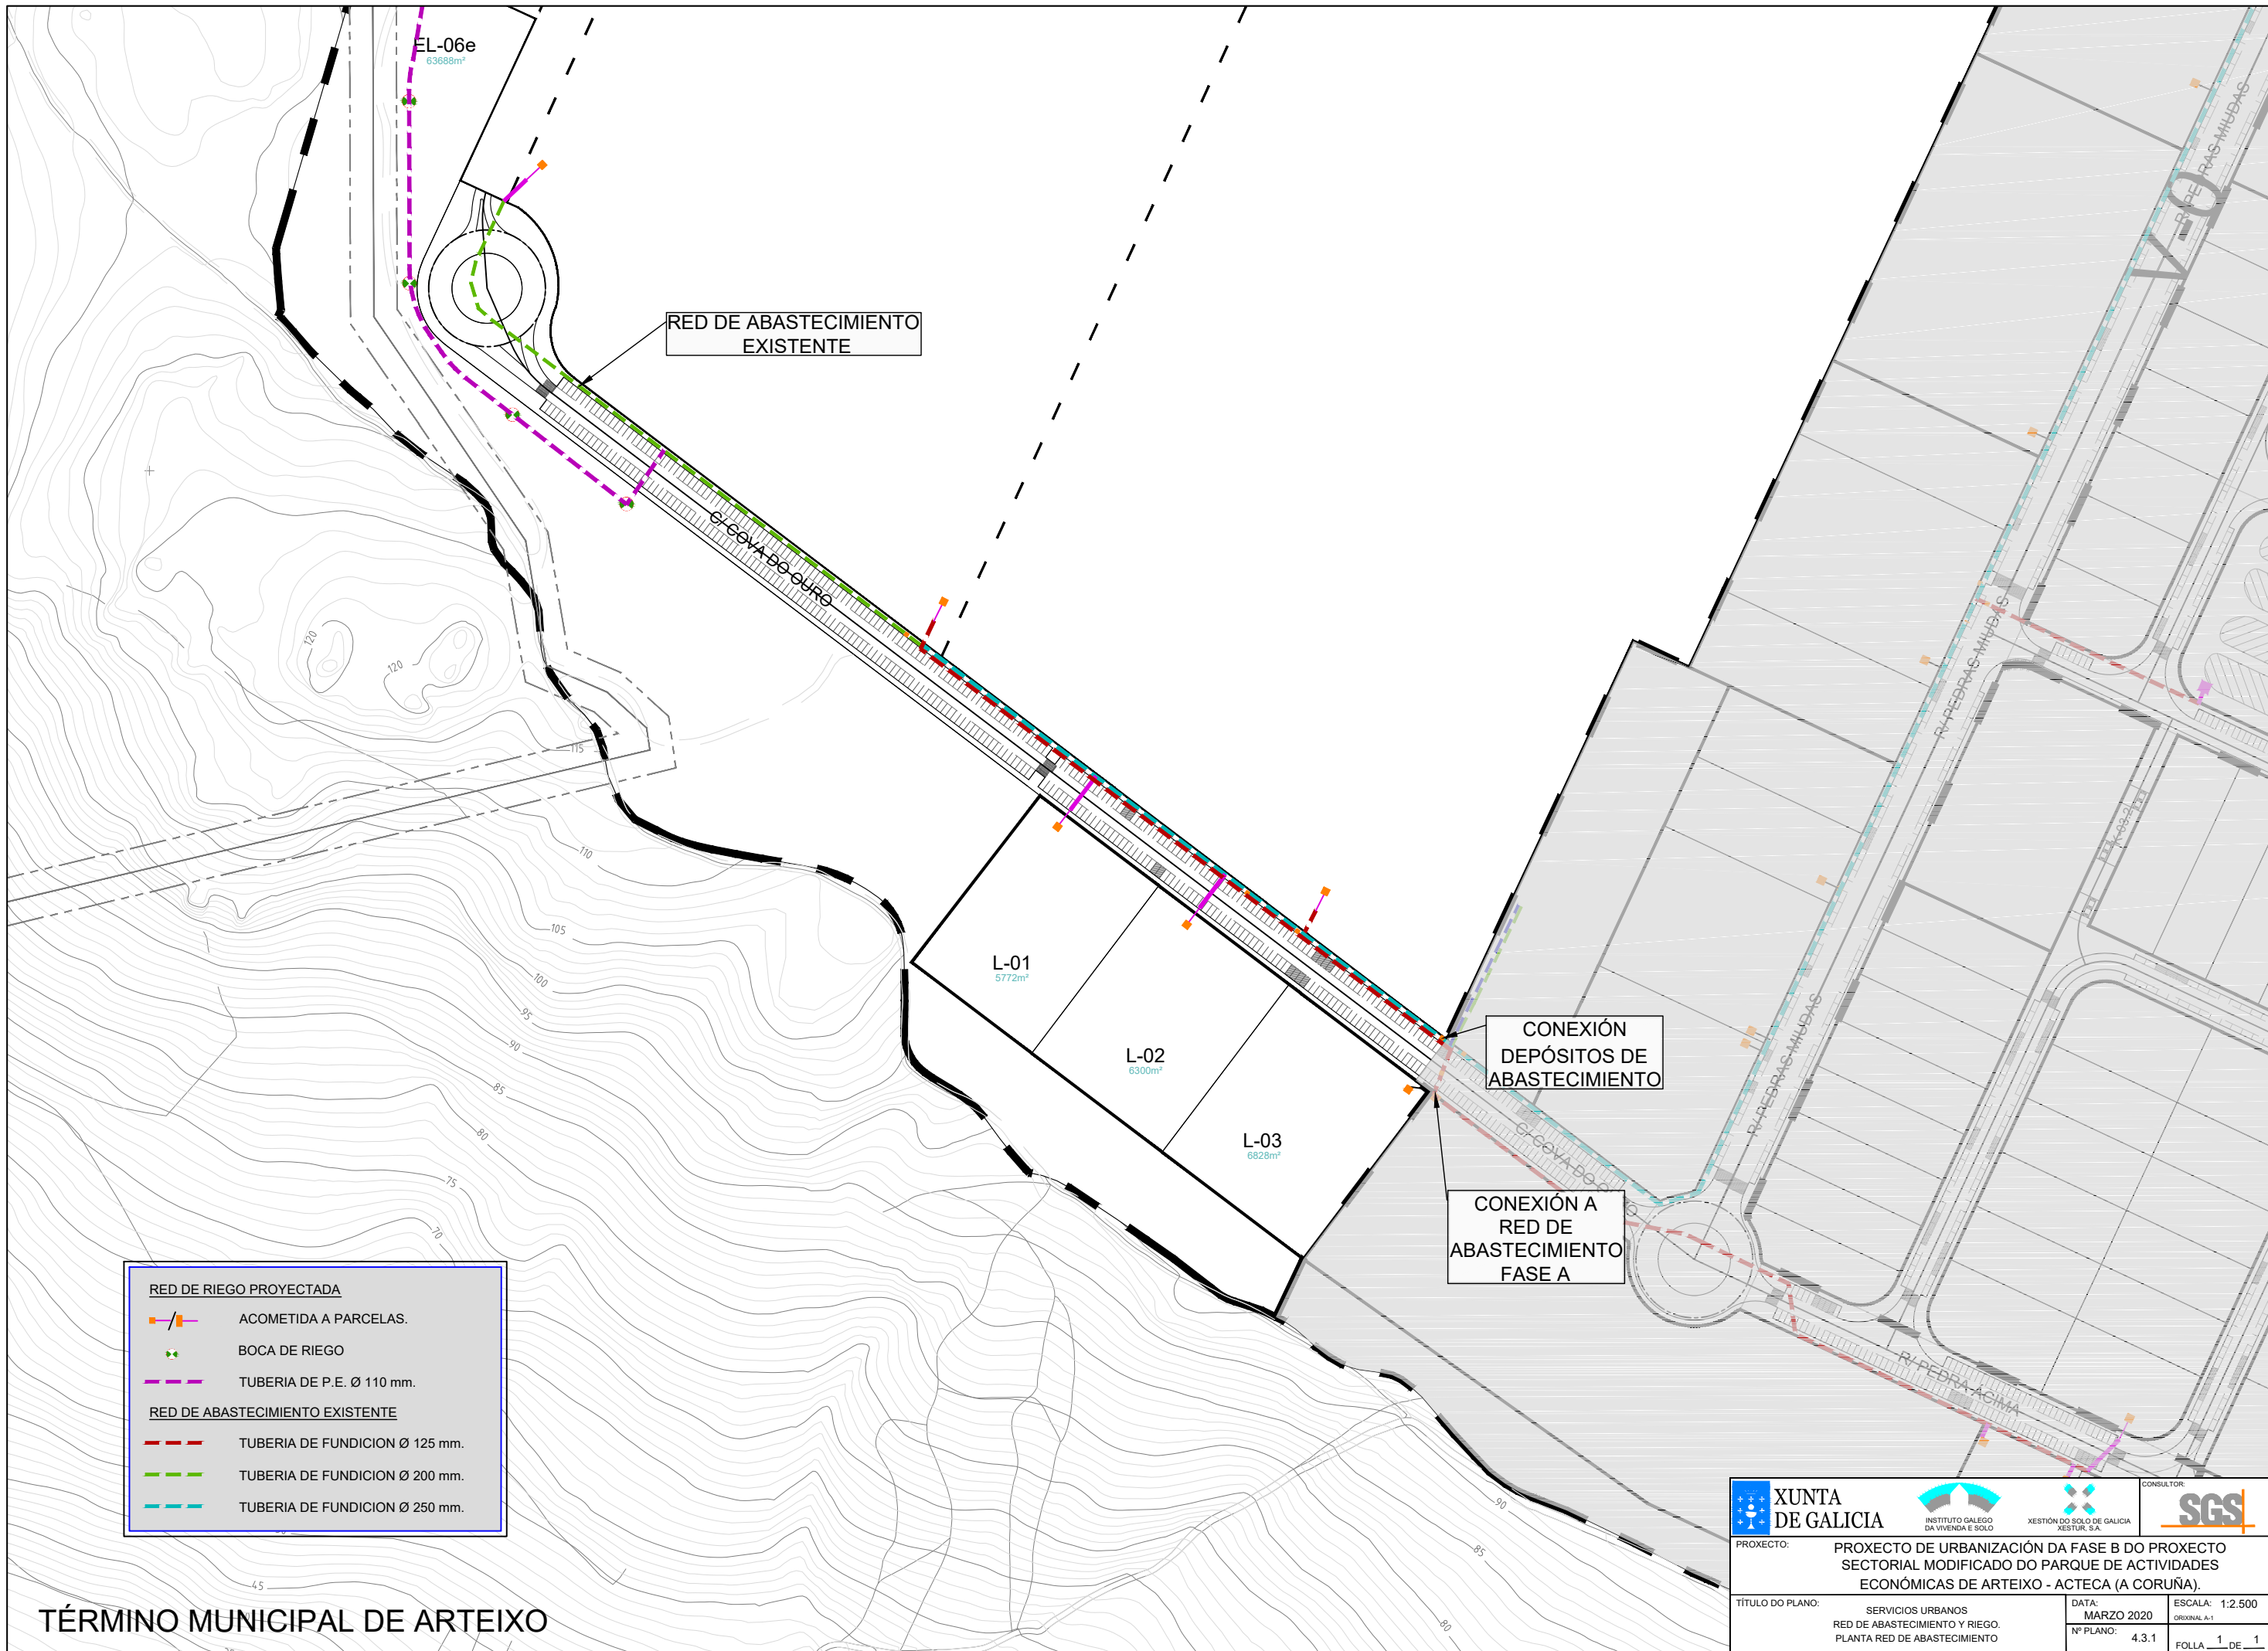 EL-06e
63688m²
RED DE ABASTECIMIENTO
EXISTENTE
C/ COVA DO OURO
R/ PEDRAS MIUDAS
R/ PEDRAS MIUDAS
R/ PEDRAS MIUDAS
120
120
115
110
105
100
95
90
85
80
75
70
L-01
5772m²
L-02
6300m²
L-03
6828m²
CONEXIÓN
DEPÓSITOS DE
ABASTECIMIENTO
CONEXIÓN A
RED DE
ABASTECIMIENTO
FASE A
R/ PEDRA ACIMA
90
85
80
45
RED DE RIEGO PROYECTADA
ACOMETIDA A PARCELAS.
BOCA DE RIEGO
TUBERIA DE P.E. Ø 110 mm.
RED DE ABASTECIMIENTO EXISTENTE
TUBERIA DE FUNDICION Ø 125 mm.
TUBERIA DE FUNDICION Ø 200 mm.
TUBERIA DE FUNDICION Ø 250 mm.
TÉRMINO MUNICIPAL DE ARTEIXO
XUNTA
DE GALICIA
INSTITUTO GALEGO
DA VIVENDA E SOLO
XESTIÓN DO SOLO DE GALICIA
XESTUR, S.A.
CONSULTOR:
SGS
PROXECTO:
PROXECTO DE URBANIZACIÓN DA FASE B DO PROXECTO
SECTORIAL MODIFICADO DO PARQUE DE ACTIVIDADES
ECONÓMICAS DE ARTEIXO - ACTECA (A CORUÑA).
TÍTULO DO PLANO:
SERVICIOS URBANOS
RED DE ABASTECIMIENTO Y RIEGO.
PLANTA RED DE ABASTECIMIENTO
DATA:
MARZO 2020
Nº PLANO:
4.3.1
ESCALA: 1:2.500
ORIXINAL A-1
FOLLA 1 DE 1